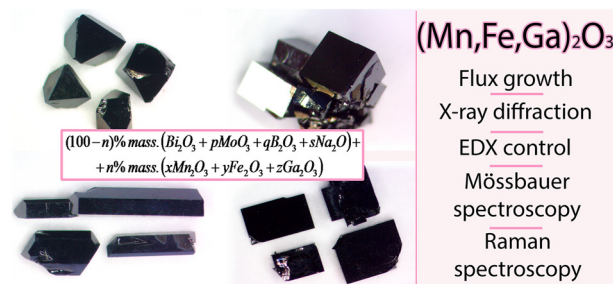 (Mn,Fe,Ga)₂O₃
Flux growth
X-ray diffraction
EDX control
Mössbauer
spectroscopy
Raman
spectroscopy
(100−n)% mass.(Bi₂O₃ + pMoO₃ + qB₂O₃ + sNa₂O)+
+n% mass.(xMn₂O₃ + yFe₂O₃ + zGa₂O₃)